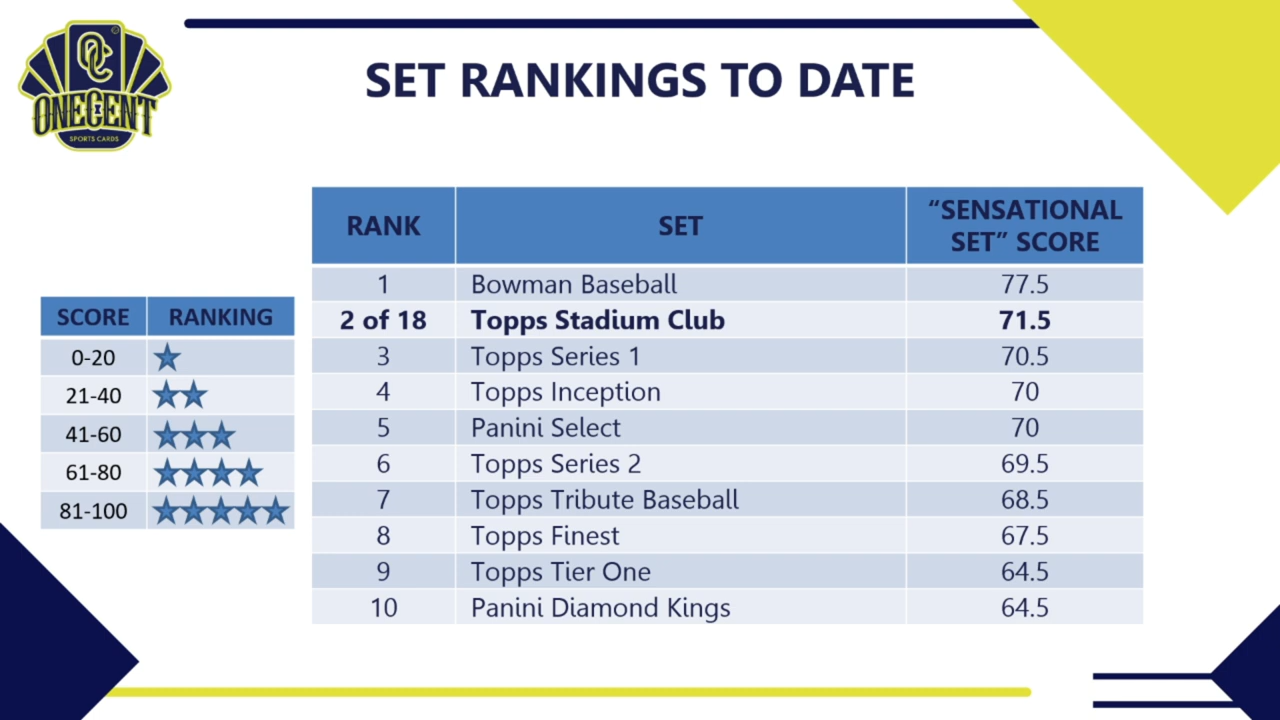 OC
ONECENT
SPORTS CARDS
SET RANKINGS TO DATE
SCORE RANKING
0-20
21-40
41-60
61-80
81-100
RANK SET “SENSATIONAL
SET” SCORE
1 Bowman Baseball 77.5
2 of 18 Topps Stadium Club 71.5
3 Topps Series 1 70.5
4 Topps Inception 70
5 Panini Select 70
6 Topps Series 2 69.5
7 Topps Tribute Baseball 68.5
8 Topps Finest 67.5
9 Topps Tier One 64.5
10 Panini Diamond Kings 64.5